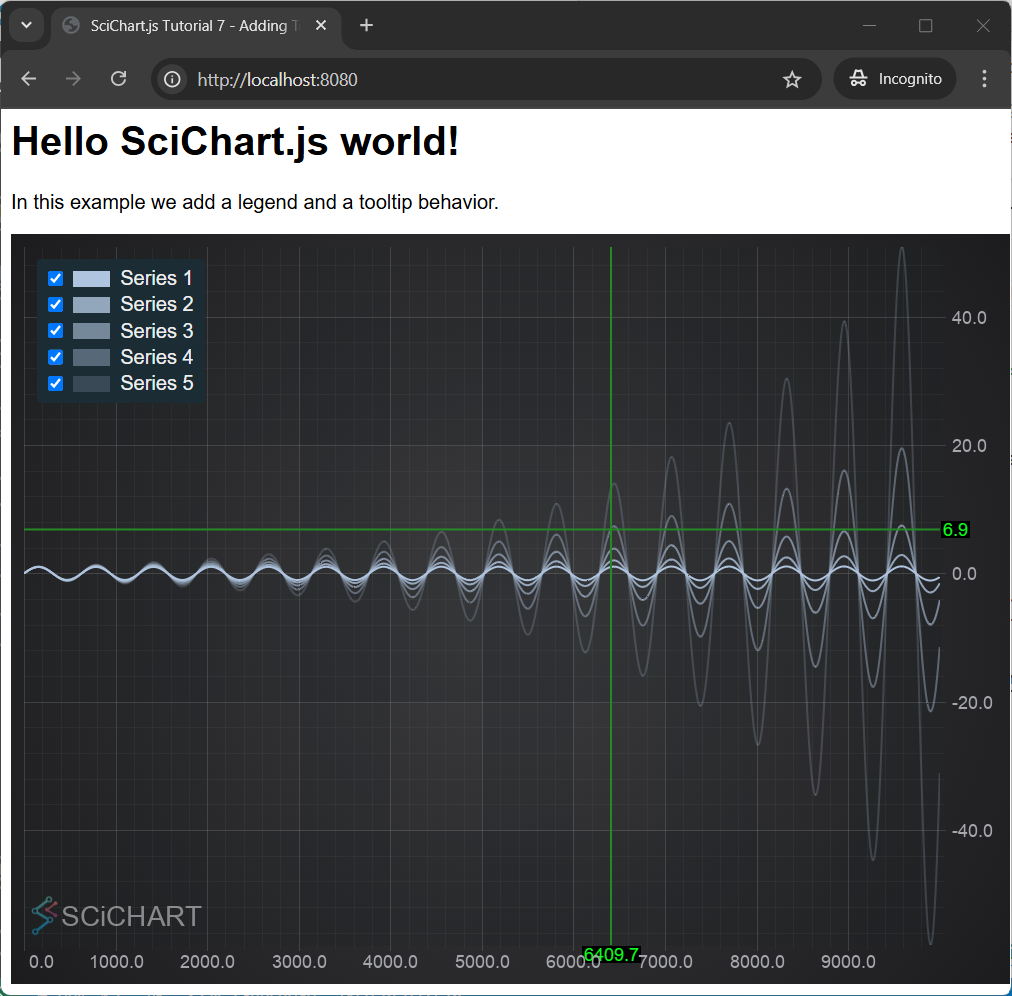 SciChart.js Tutorial 7 - Adding T
http://localhost:8080
Incognito
Hello SciChart.js world!
In this example we add a legend and a tooltip behavior.
Series 1
Series 2
Series 3
Series 4
Series 5
40.0
20.0
6.9
0.0
-20.0
-40.0
SCiCHART
6409.7
0.0 1000.0 2000.0 3000.0 4000.0 5000.0 6000.0 7000.0 8000.0 9000.0